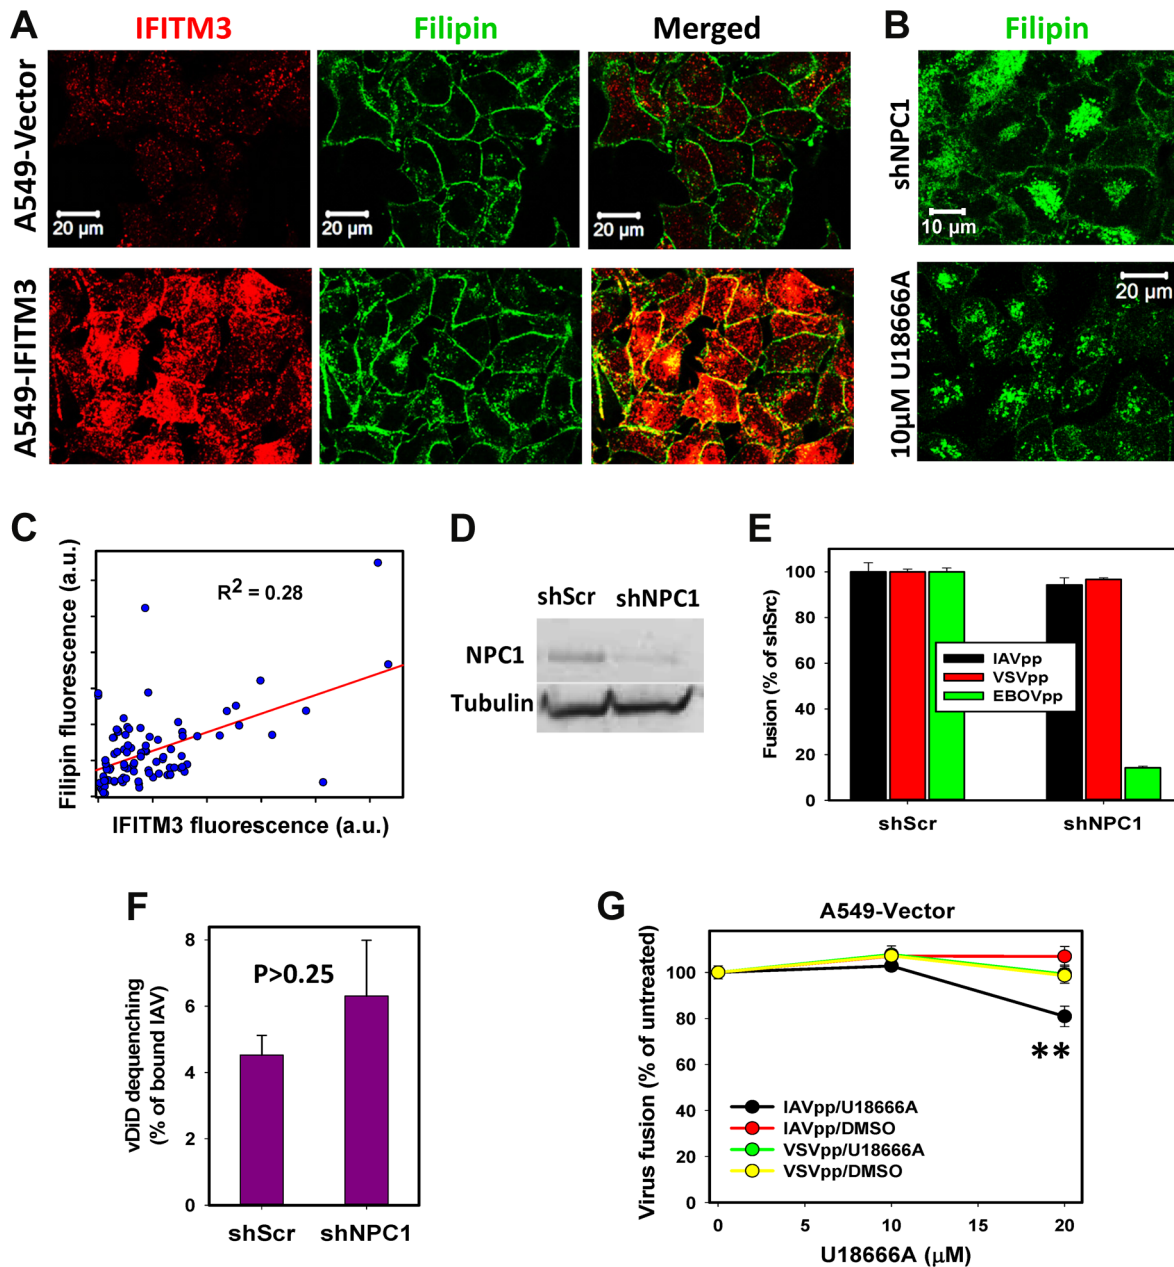 A
IFITM3
Filipin
Merged
A549-Vector
20 µm
20 µm
20 µm
A549-IFITM3
B
Filipin
shNPC1
10 µm
10µM U18666A
20 µm
C
Filipin fluorescence (a.u.)
R2 = 0.28
IFITM3 fluorescence (a.u.)
D
shScr shNPC1
NPC1
Tubulin
E
Fusion (% of shSrc)
100
80
60
40
20
0
IAVpp
VSVpp
EBOVpp
shScr shNPC1
F
vDiD dequenching
(% of bound IAV)
8
6
4
2
0
P>0.25
shScr shNPC1
G
A549-Vector
Virus fusion (% of untreated)
100
80
60
40
20
0
**
IAVpp/U18666A
IAVpp/DMSO
VSVpp/U18666A
VSVpp/DMSO
0 5 10 15 20
U18666A (µM)